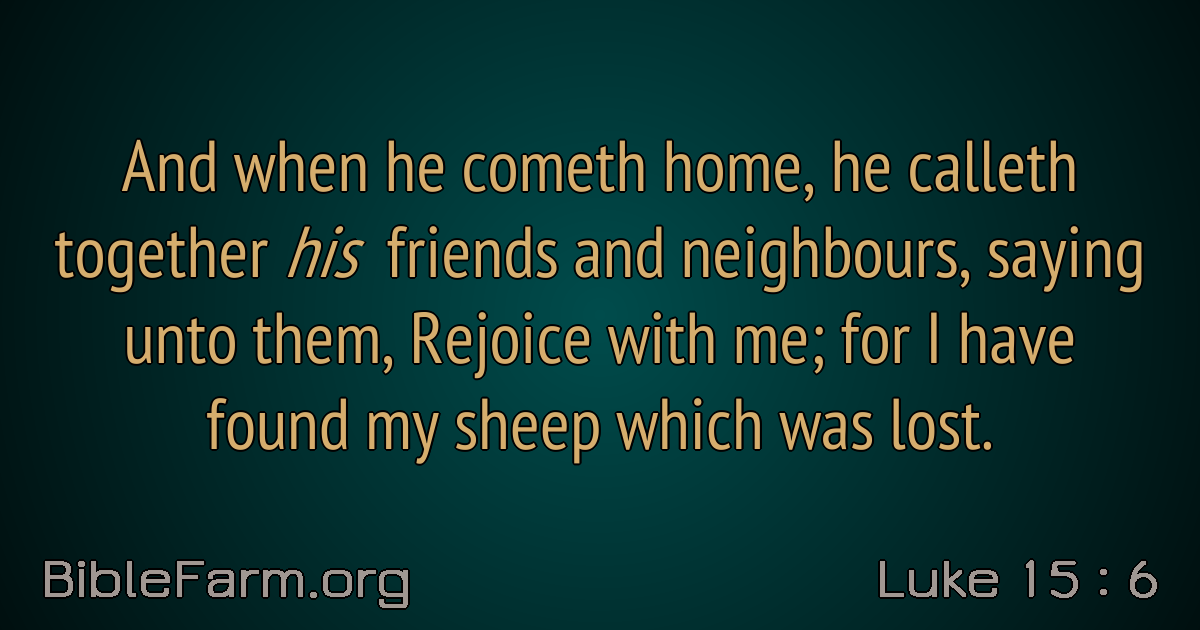 And when he cometh home, he calleth
together his friends and neighbours, saying
unto them, Rejoice with me; for I have
found my sheep which was lost.
BibleFarm.org
Luke 15 : 6